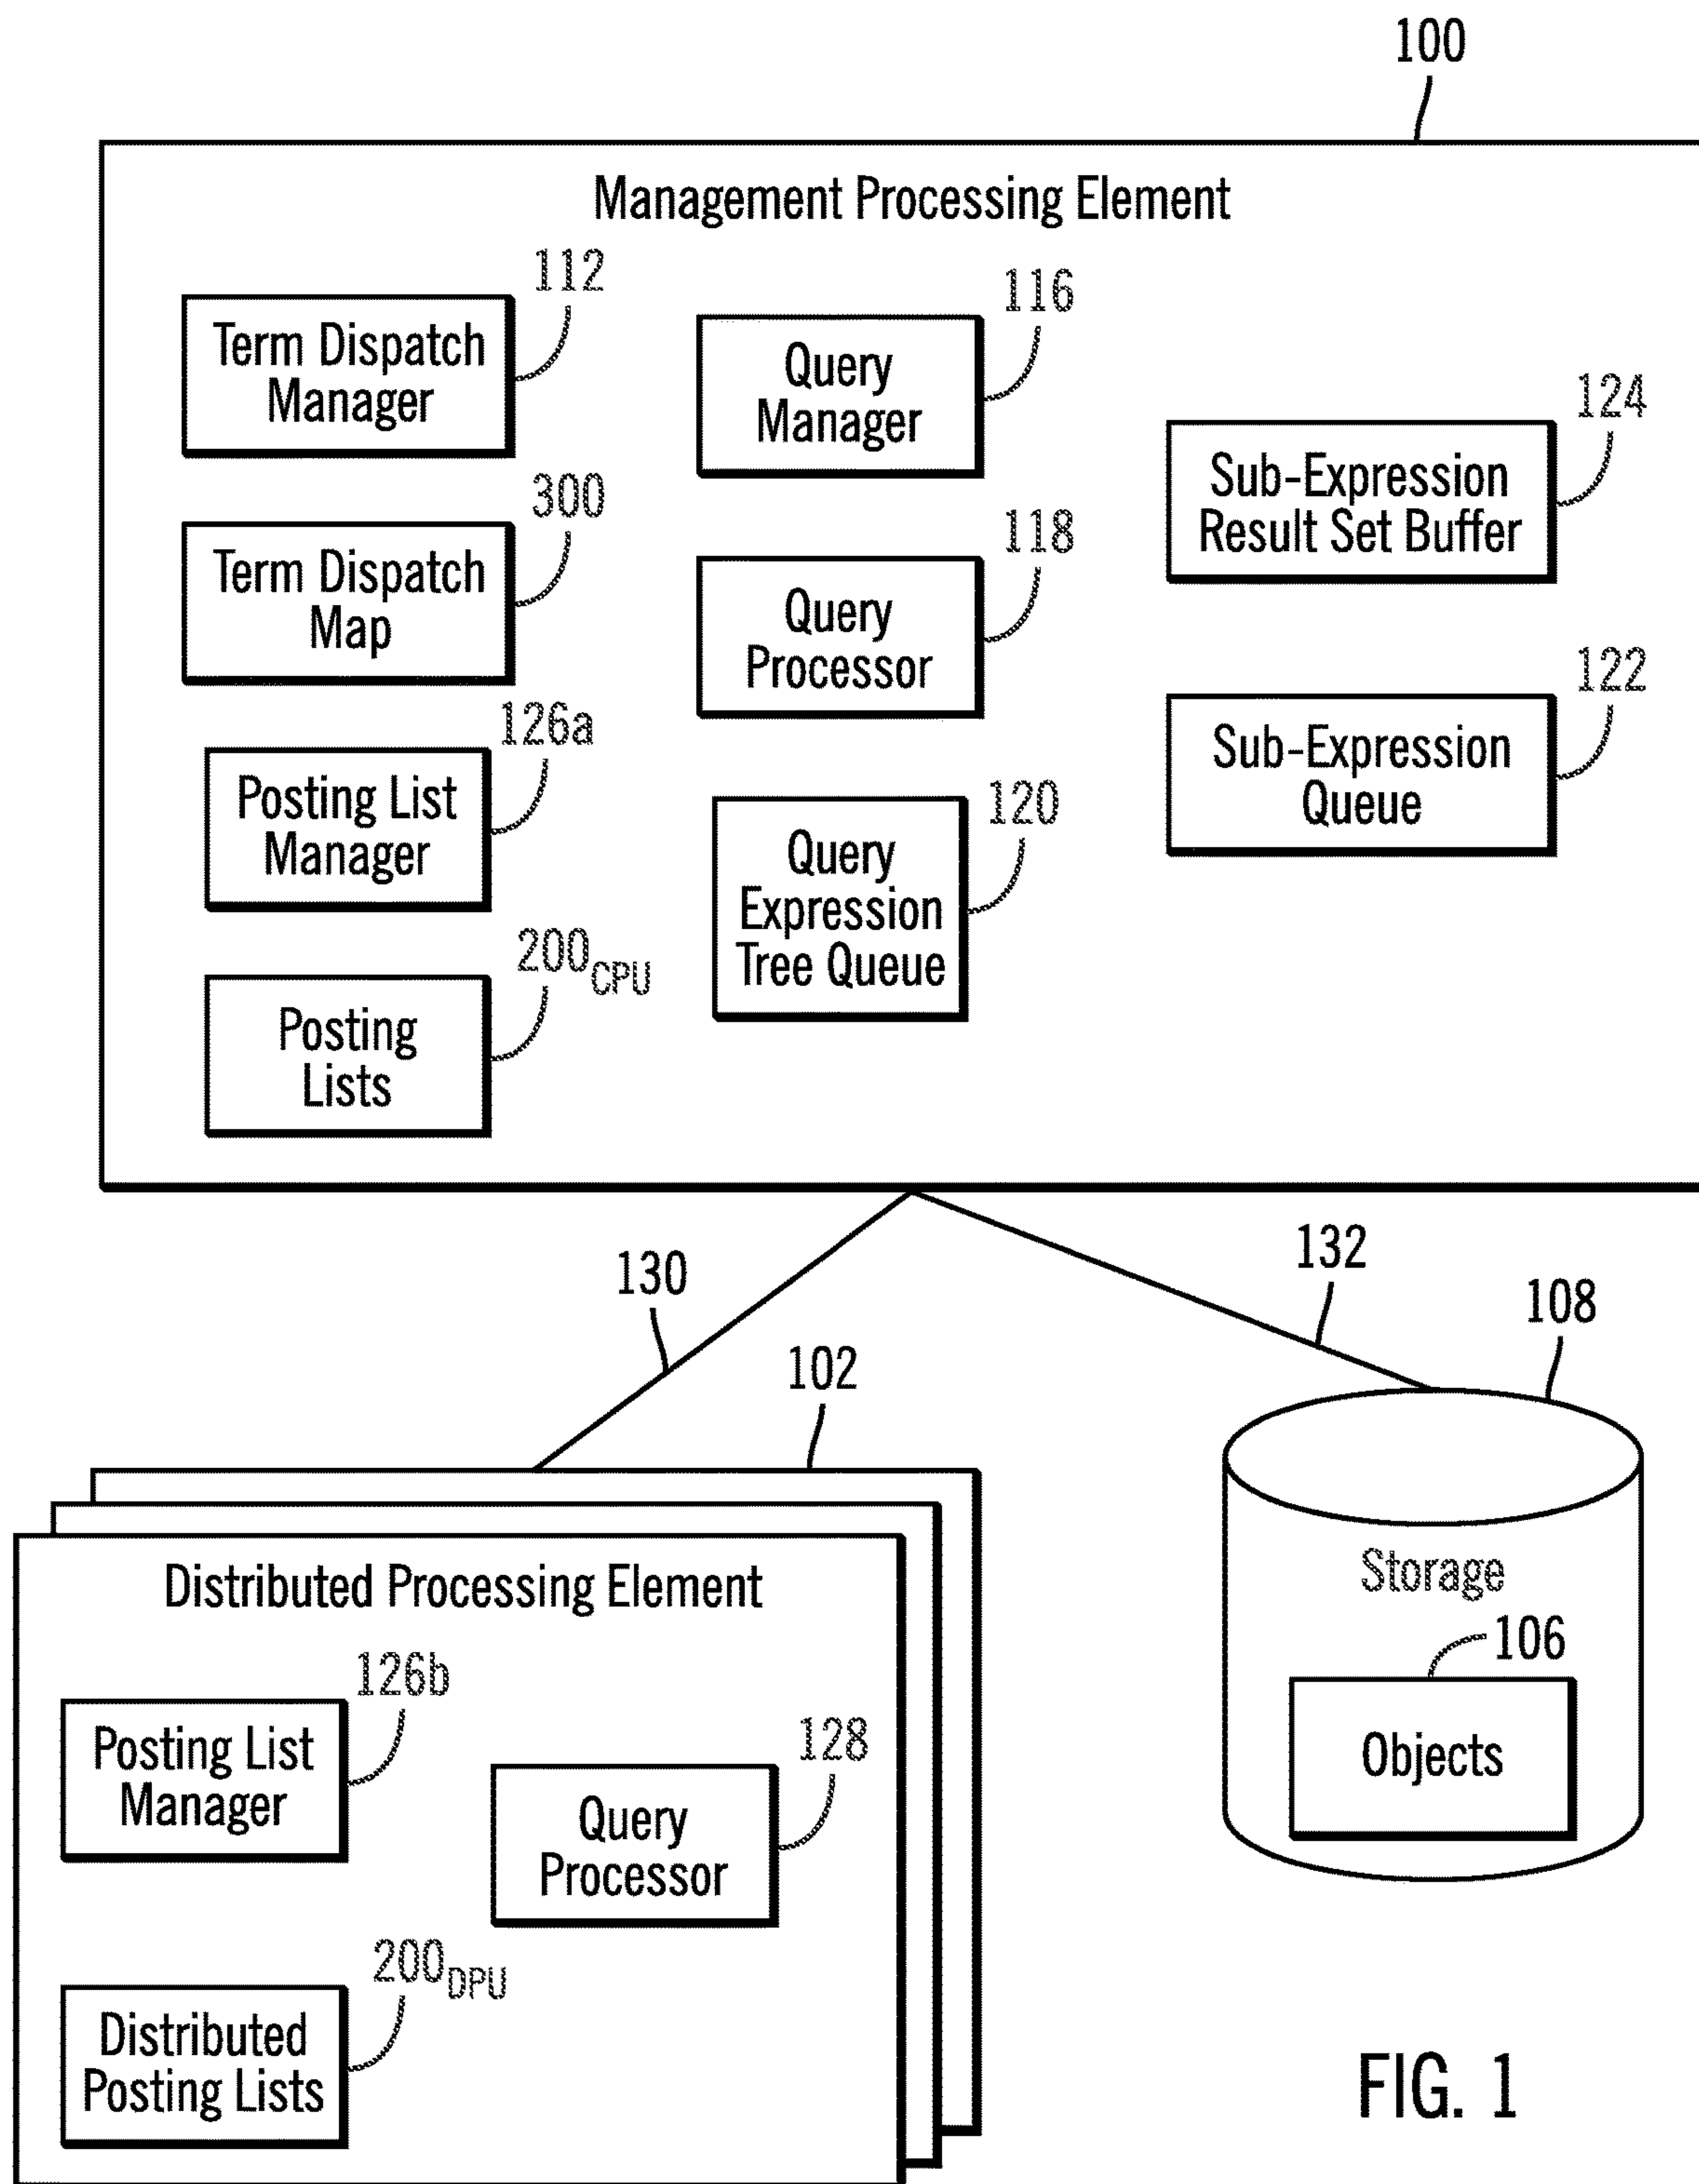 100
Management Processing Element
112
Term Dispatch
Manager
116
Query
Manager
124
Sub-Expression
Result Set Buffer
300
Term Dispatch
Map
118
Query
Processor
122
Sub-Expression
Queue
126a
Posting List
Manager
120
Query
Expression
Tree Queue
200CPU
Posting
Lists
130
132
108
102
Distributed Processing Element
126b
Posting List
Manager
128
Query
Processor
200DPU
Distributed
Posting Lists
Storage
106
Objects
FIG. 1